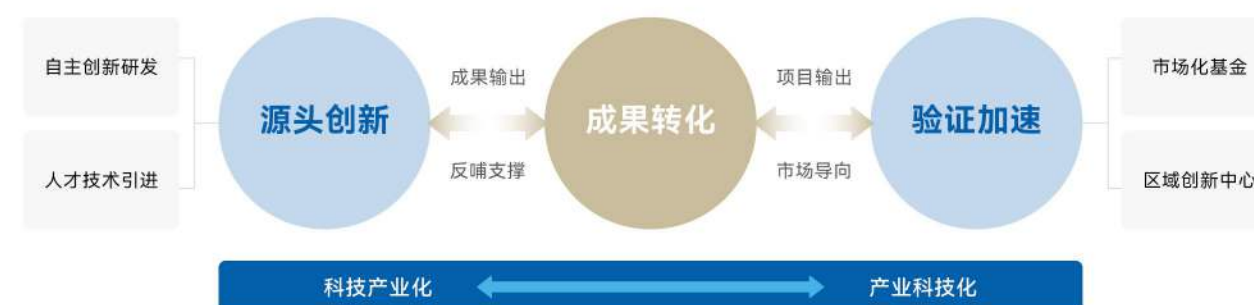 自主创新研发
人才技术引进
源头创新
成果输出
反哺支撑
成果转化
项目输出
市场导向
验证加速
市场化基金
区域创新中心
科技产业化
产业科技化